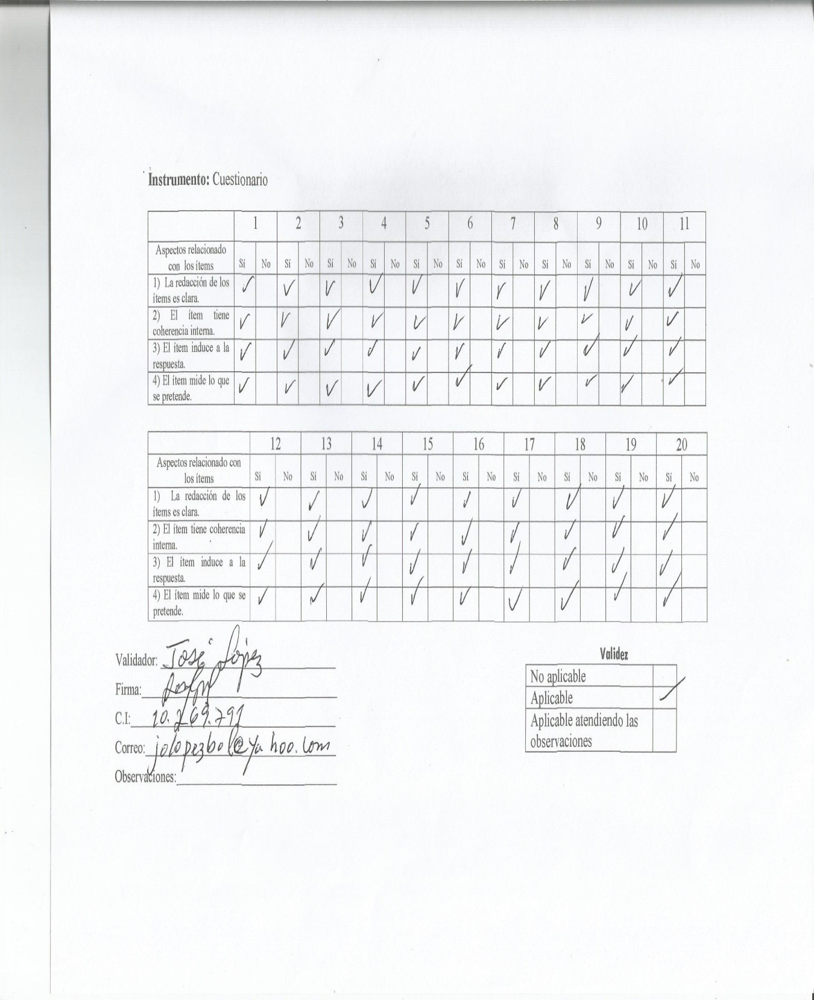 Instrumento: Cuestionario
1 2 3 4 5 6 7 8 9 10 11
Aspectos relacionado
con los ítems Sí No Sí No Sí No Sí No Sí No Sí No Sí No Sí No Sí No Sí No Sí No
1) La redacción de los ✓ ✓ ✓ ✓ ✓ ✓ ✓ ✓ ✓ ✓ ✓
ítems es clara.
2) El ítem tiene ✓ ✓ ✓ ✓ ✓ ✓ ✓ ✓ ✓ ✓ ✓
coherencia interna.
3) El ítem induce a la ✓ ✓ ✓ ✓ ✓ ✓ ✓ ✓ ✓ ✓ ✓
respuesta.
4) El ítem mide lo que ✓ ✓ ✓ ✓ ✓ ✓ ✓ ✓ ✓ ✓ ✓
se pretende.
12 13 14 15 16 17 18 19 20
Aspectos relacionado con
los ítems Sí No Sí No Sí No Sí No Sí No Sí No Sí No Sí No Sí No
1) La redacción de los ✓ ✓ ✓ ✓ ✓ ✓ ✓ ✓ ✓
ítems es clara.
2) El ítem tiene coherencia ✓ ✓ ✓ ✓ ✓ ✓ ✓ ✓ ✓
interna.
3) El ítem induce a la ✓ ✓ ✓ ✓ ✓ ✓ ✓ ✓ ✓
respuesta.
4) El ítem mide lo que se ✓ ✓ ✓ ✓ ✓ ✓ ✓ ✓ ✓
pretende.
Validador: José López
Firma:
C.I: 10.269.791
Correo: jolopezbol@yahoo.com
Observaciones:
Validez
No aplicable
Aplicable ✓
Aplicable atendiendo las
observaciones